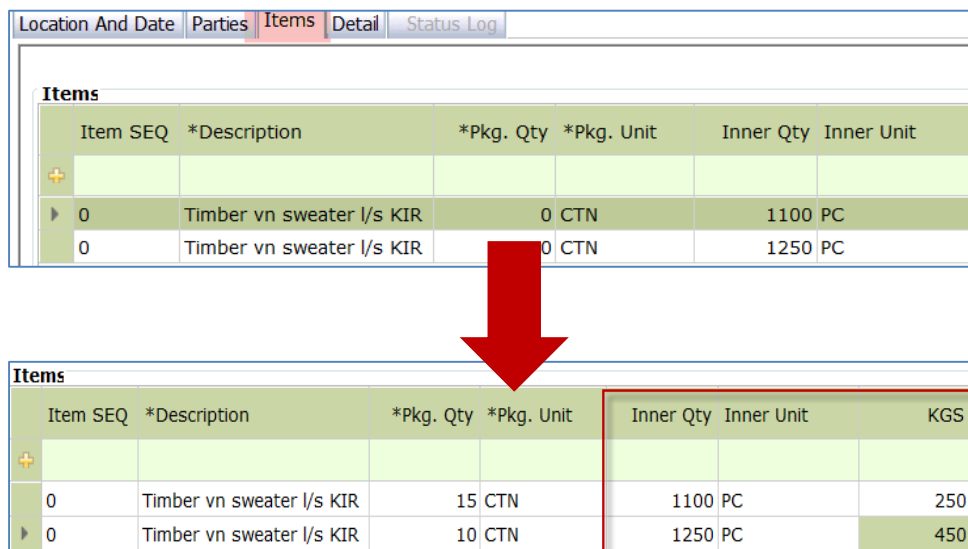 Location And Date Parties Items Detail Status Log
Items
Item SEQ *Description *Pkg. Qty *Pkg. Unit Inner Qty Inner Unit
0 Timber vn sweater l/s KIR 0 CTN 1100 PC
0 Timber vn sweater l/s KIR 0 CTN 1250 PC
Items
Item SEQ *Description *Pkg. Qty *Pkg. Unit Inner Qty Inner Unit KGS
0 Timber vn sweater l/s KIR 15 CTN 1100 PC 250
0 Timber vn sweater l/s KIR 10 CTN 1250 PC 450